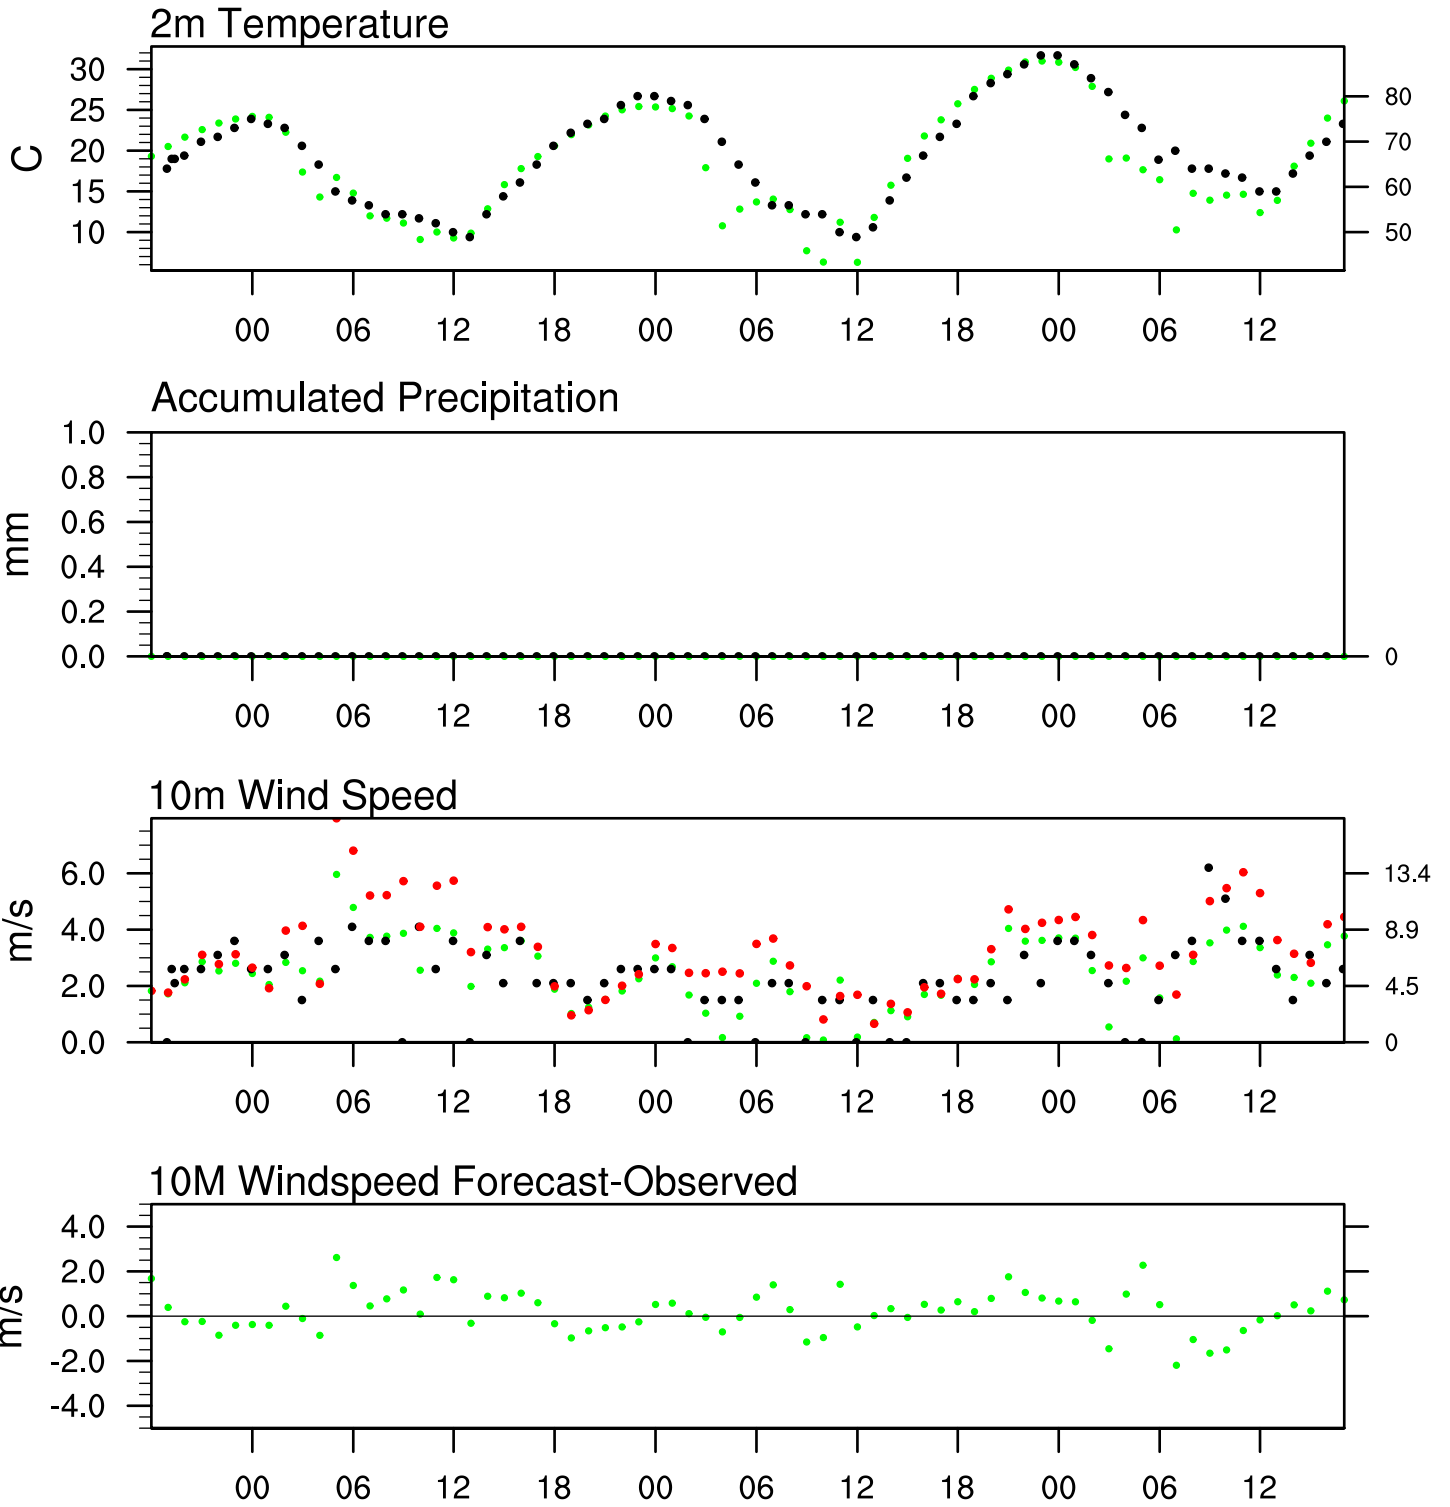 2m Temperature
30
25
80
20
70
C
15
60
10
50
00 06 12 18 00 06 12 18 00 06 12
Accumulated Precipitation
1.0
0.8
0.6
mm
0.4
0.2
0.0 0
00 06 12 18 00 06 12 18 00 06 12
10m Wind Speed
6.0 13.4
4.0 8.9
m/s
2.0 4.5
0.0 0
00 06 12 18 00 06 12 18 00 06 12
10M Windspeed Forecast-Observed
4.0
2.0
0.0
m/s
-2.0
-4.0
00 06 12 18 00 06 12 18 00 06 12